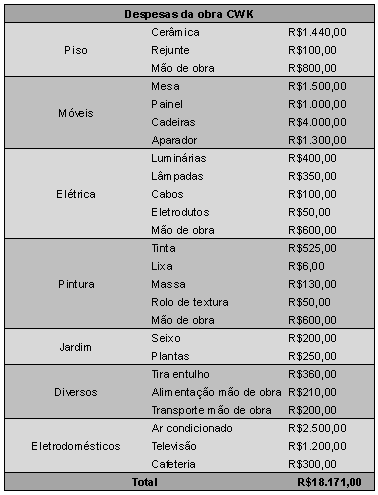 Despesas da obra CWK
Piso
Cerâmica R$1.440,00
Rejunte R$100,00
Mão de obra R$800,00
Móveis
Mesa R$1.500,00
Painel R$1.000,00
Cadeiras R$4.000,00
Aparador R$1.300,00
Elétrica
Luminárias R$400,00
Lâmpadas R$350,00
Cabos R$100,00
Eletrodutos R$50,00
Mão de obra R$600,00
Pintura
Tinta R$525,00
Lixa R$6,00
Massa R$130,00
Rolo de textura R$50,00
Mão de obra R$600,00
Jardim
Seixo R$200,00
Plantas R$250,00
Diversos
Tira entulho R$360,00
Alimentação mão de obra R$210,00
Transporte mão de obra R$200,00
Eletrodomésticos
Ar condicionado R$2.500,00
Televisão R$1.200,00
Cafeteria R$300,00
Total R$18.171,00